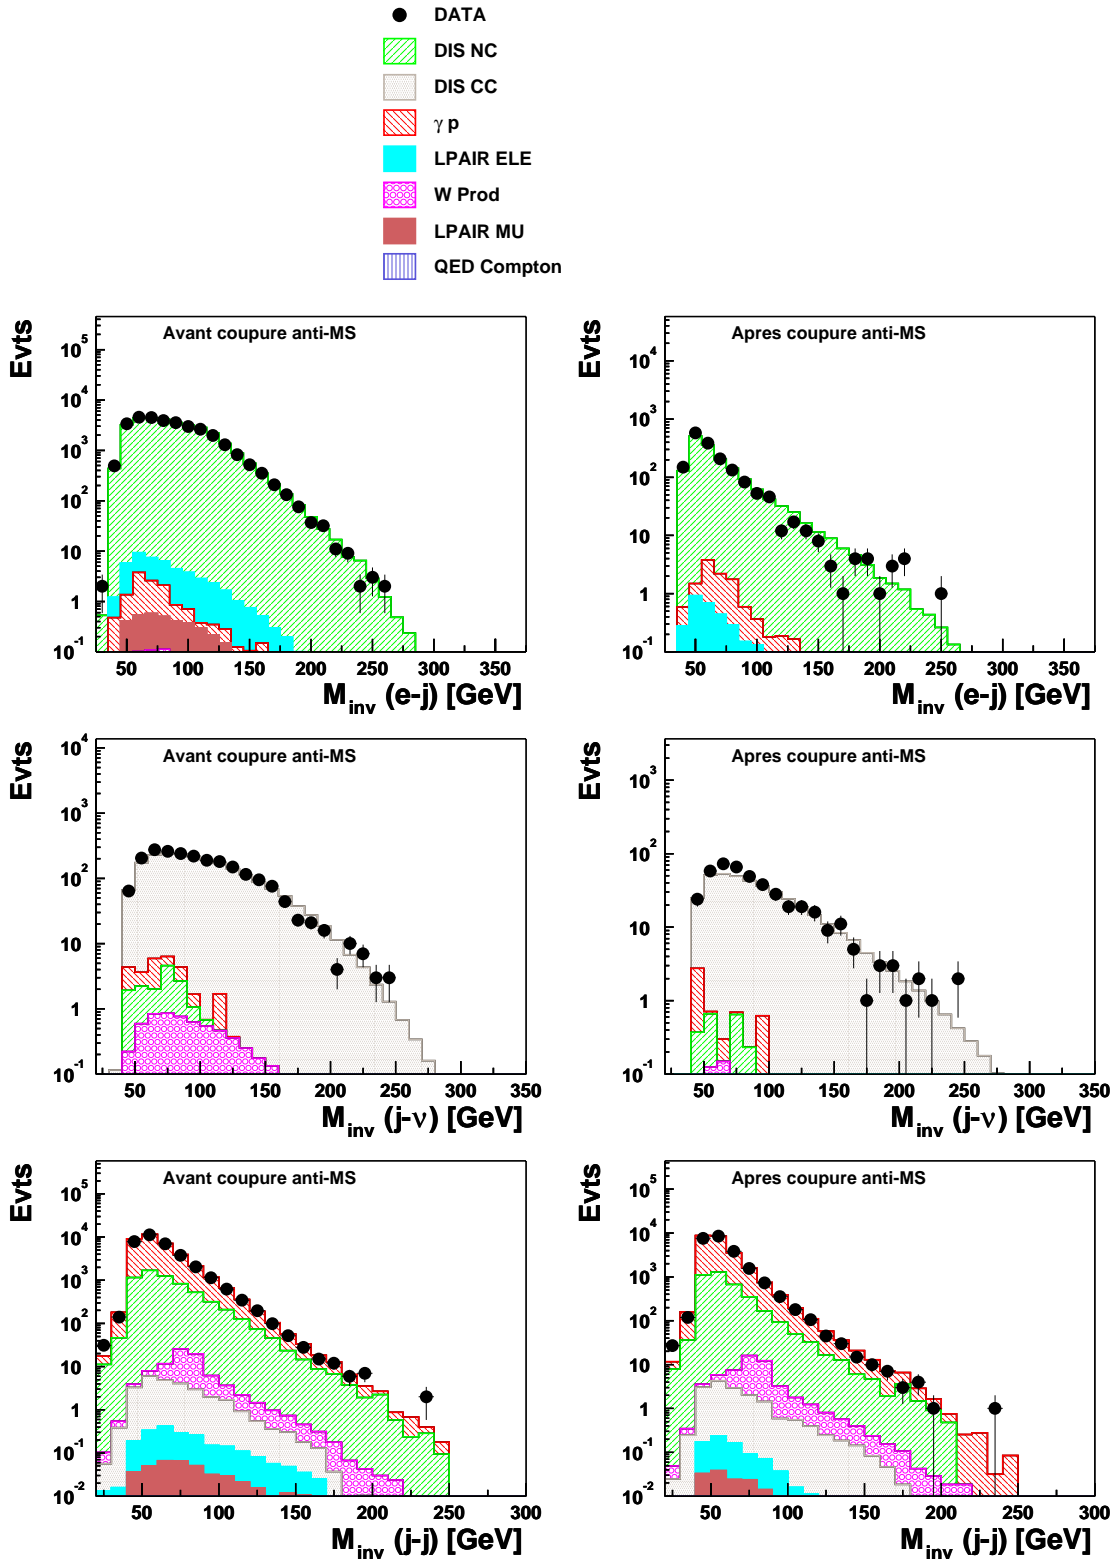 DATA
DIS NC
DIS CC
γ p
LPAIR ELE
W Prod
LPAIR MU
QED Compton
Evts
Avant coupure anti-MS
10^5
10^4
10^3
10^2
10
1
10^-1
50 100 150 200 250 300 350
M_inv (e-j) [GeV]
Evts
Apres coupure anti-MS
10^4
10^3
10^2
10
1
10^-1
50 100 150 200 250 300 350
M_inv (e-j) [GeV]
Evts
Avant coupure anti-MS
10^4
10^3
10^2
10
1
10^-1
50 100 150 200 250 300 350
M_inv (j-ν) [GeV]
Evts
Apres coupure anti-MS
10^3
10^2
10
1
10^-1
50 100 150 200 250 300 350
M_inv (j-ν) [GeV]
Evts
Avant coupure anti-MS
10^5
10^4
10^3
10^2
10
1
10^-1
10^-2
50 100 150 200 250 300
M_inv (j-j) [GeV]
Evts
Apres coupure anti-MS
10^5
10^4
10^3
10^2
10
1
10^-1
10^-2
50 100 150 200 250 300
M_inv (j-j) [GeV]